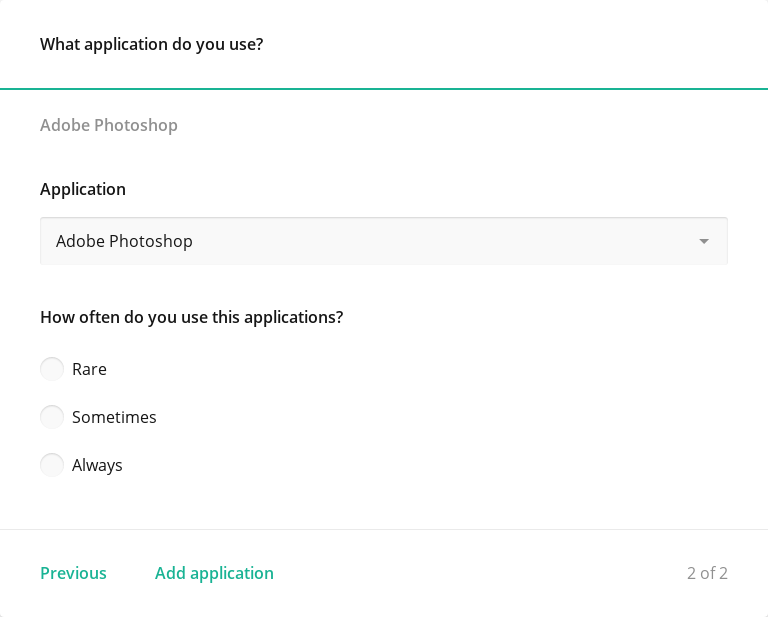 What application do you use?
Adobe Photoshop
Application
Adobe Photoshop
How often do you use this applications?
Rare
Sometimes
Always
Previous Add application 2 of 2